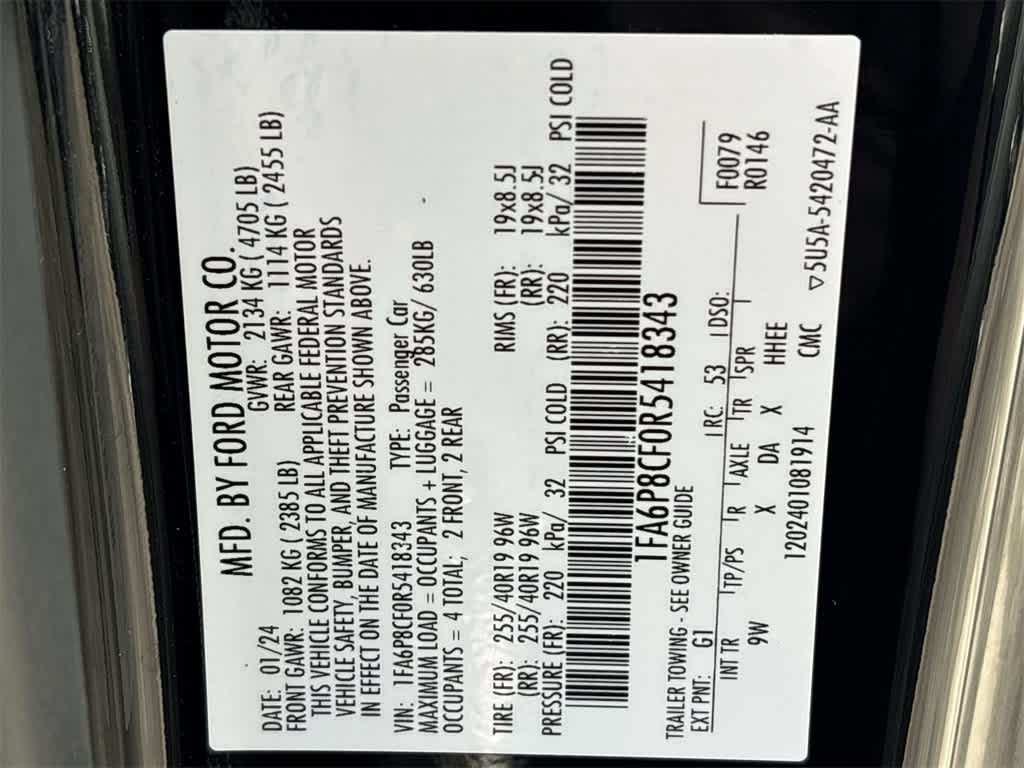 MFD. BY FORD MOTOR CO.
DATE: 01/24 GVWR: 2134 KG ( 4705 LB)
FRONT GAWR: 1082 KG ( 2385 LB) REAR GAWR: 1114 KG ( 2455 LB)
THIS VEHICLE CONFORMS TO ALL APPLICABLE FEDERAL MOTOR
VEHICLE SAFETY, BUMPER, AND THEFT PREVENTION STANDARDS
IN EFFECT ON THE DATE OF MANUFACTURE SHOWN ABOVE.
VIN: 1FA6P8CF0R5418343 TYPE: Passenger Car
MAXIMUM LOAD = OCCUPANTS + LUGGAGE = 285KG/ 630LB
OCCUPANTS = 4 TOTAL; 2 FRONT, 2 REAR
TIRE (FR): 255/40R19 96W RIMS (FR): 19x8.5J
(RR): 255/40R19 96W (RR): 19x8.5J
PRESSURE (FR): 220 kPa/ 32 PSI COLD (RR): 220 kPa/ 32 PSI COLD
1FA6P8CF0R5418343
TRAILER TOWING - SEE OWNER GUIDE
EXT PNT: G1 RC: 53 DSO: F0079
R0146
INT TR TP/PS R AXLE TR SPR
9W X DA X HHEE
120240108​1914 CMC
▽5U5A-5420472-AA